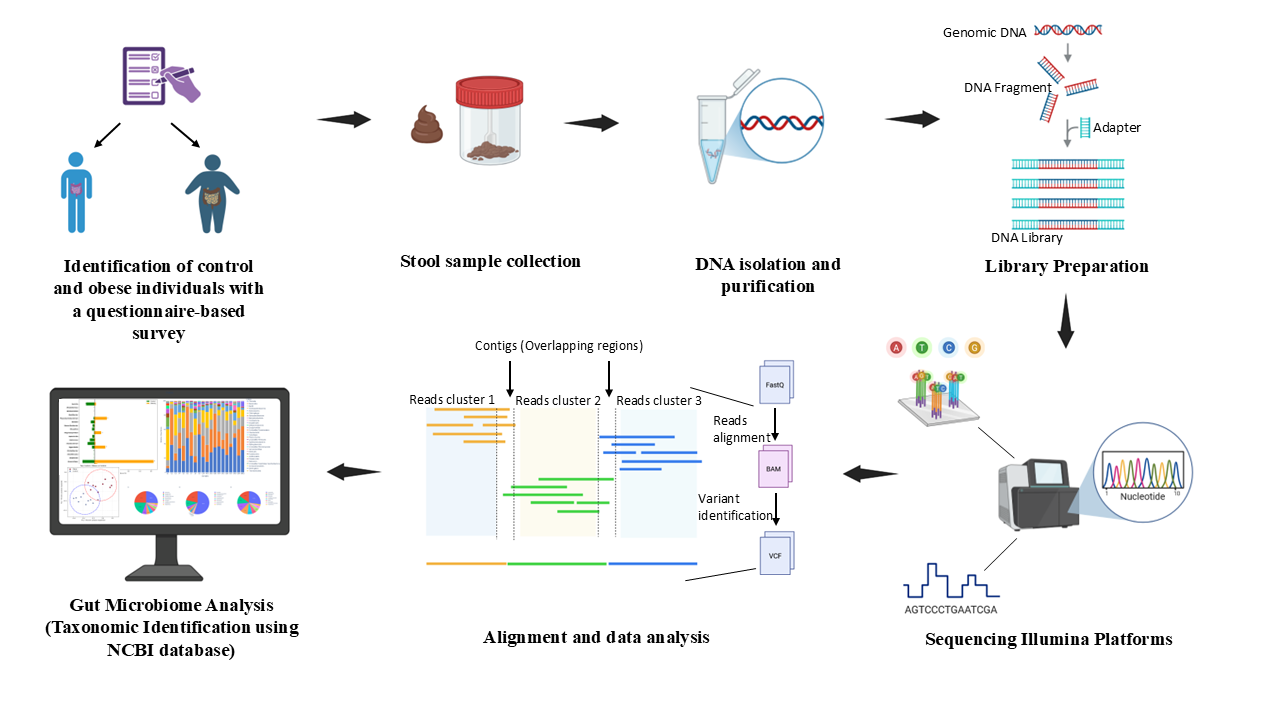 Identification of control
and obese individuals with
a questionnaire-based
survey
Stool sample collection
DNA isolation and
purification
Genomic DNA
DNA Fragment
Adapter
DNA Library
Library Preparation
A T C G
Nucleotide
1 10
AGTCCCTGAATCGA
Sequencing Illumina Platforms
Contigs (Overlapping regions)
Reads cluster 1
Reads cluster 2
Reads cluster 3
FastQ
Reads
alignment
BAM
Variant
identification
VCF
Alignment and data analysis
Gut Microbiome Analysis
(Taxonomic Identification using
NCBI database)